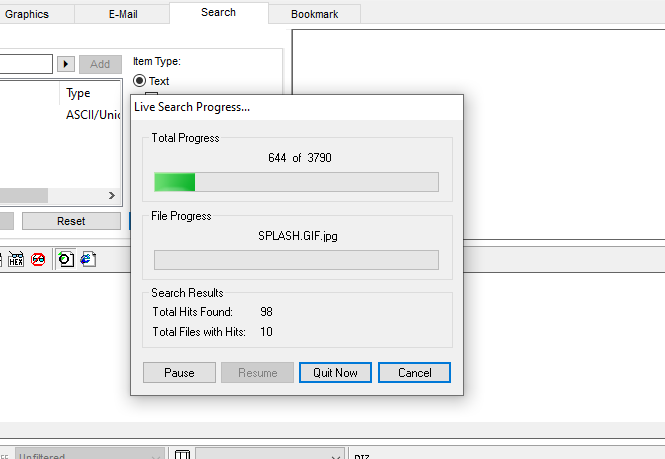 Graphics E-Mail Search Bookmark
Add
Item Type:
Text
Type
ASCII/Unic
Reset
HEX
Live Search Progress...
Total Progress
644 of 3790
File Progress
SPLASH.GIF.jpg
Search Results
Total Hits Found: 98
Total Files with Hits: 10
Pause Resume Quit Now Cancel
Unfiltered